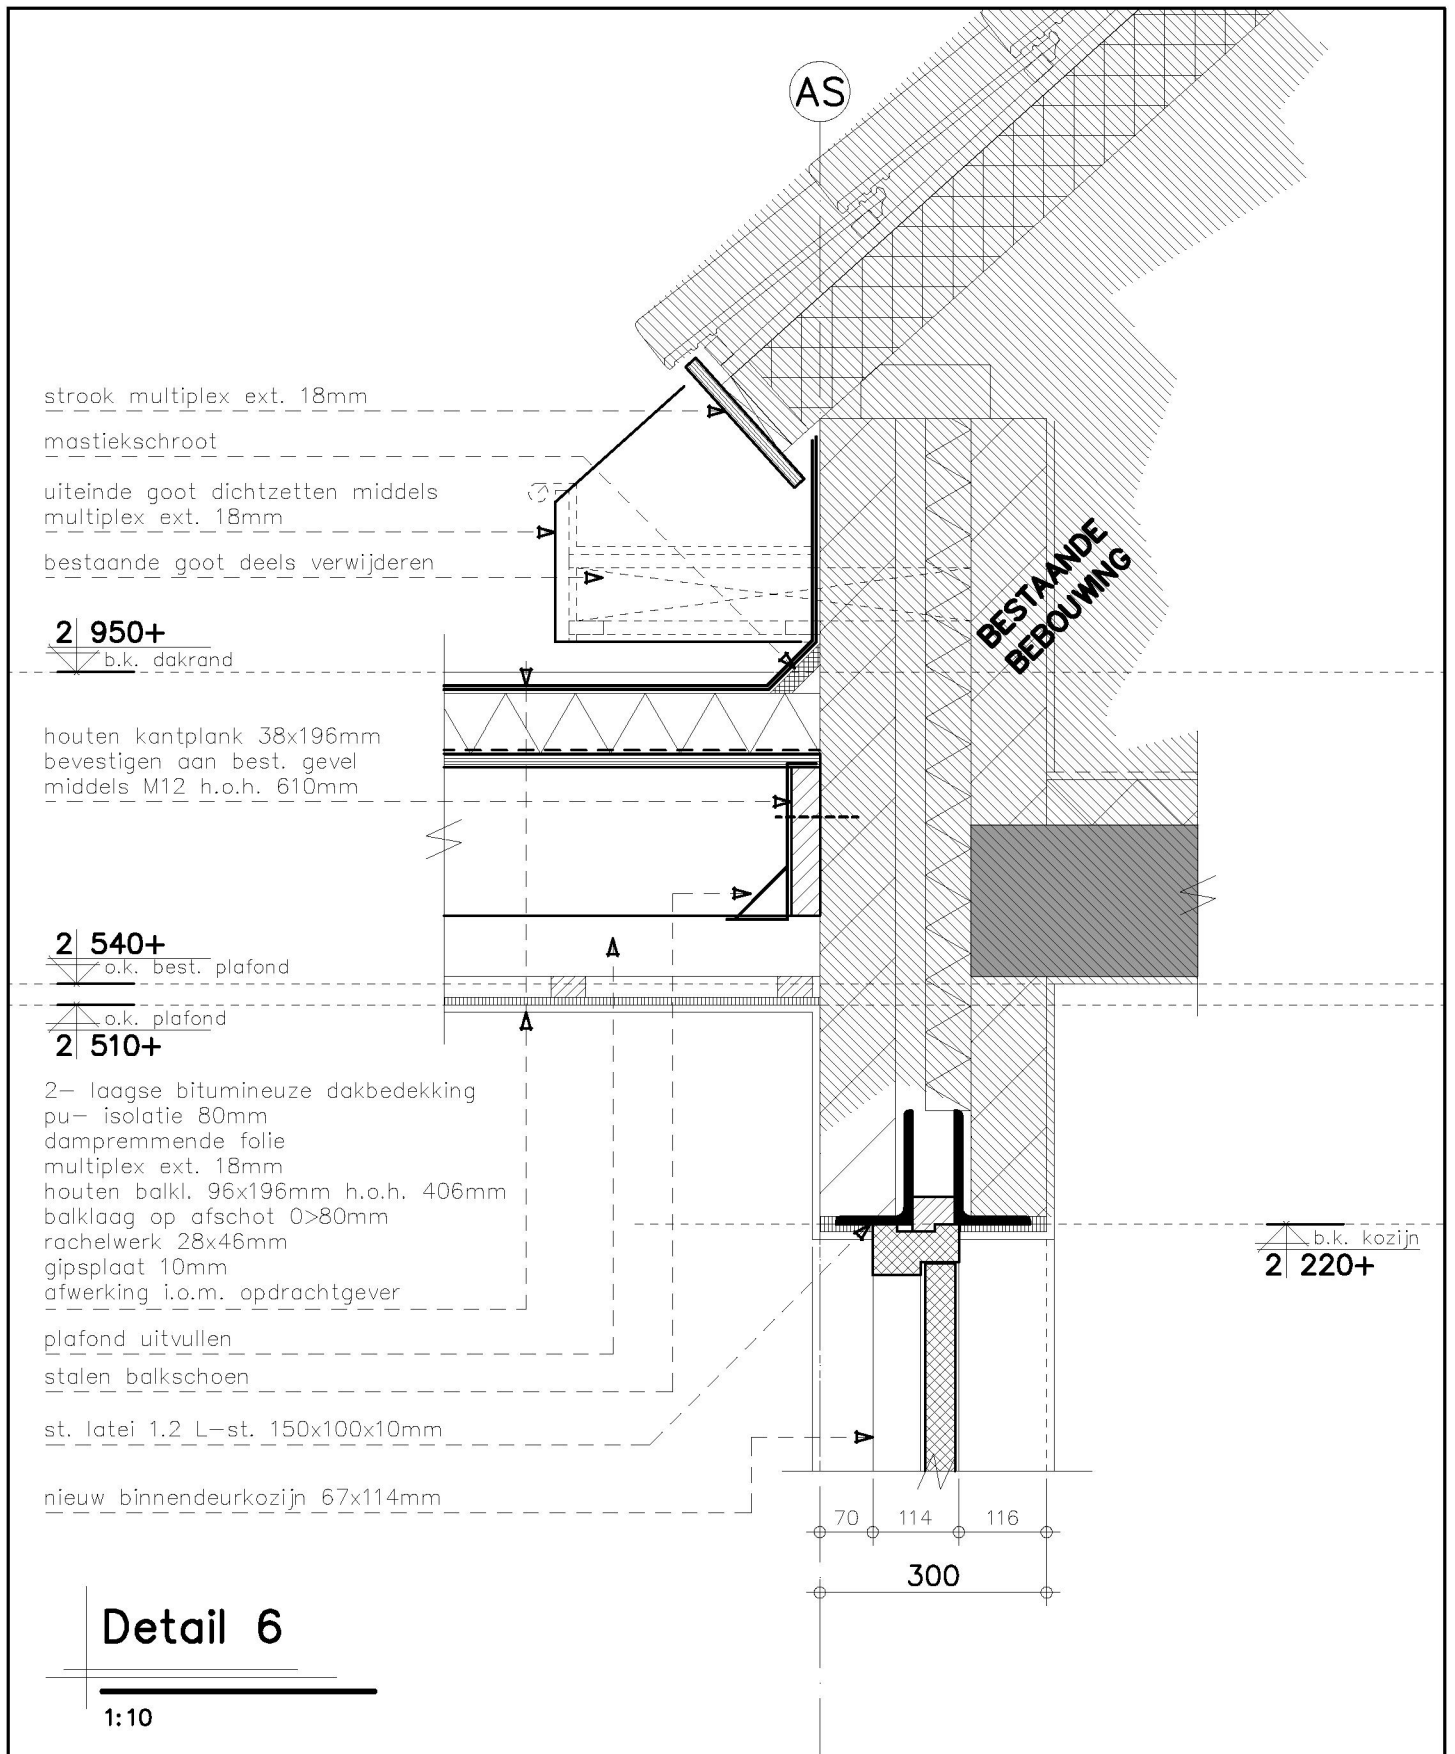 AS
strook multiplex ext. 18mm
mastiekschroot
uiteinde goot dichtzetten middels
multiplex ext. 18mm
bestaande goot deels verwijderen
BESTAANDE
BEBOUWING
2 950+
b.k. dakrand
houten kantplank 38x196mm
bevestigen aan best. gevel
middels M12 h.o.h. 610mm
2 540+
o.k. best. plafond
o.k. plafond
2 510+
2- laagse bitumineuze dakbedekking
pu- isolatie 80mm
dampremmende folie
multiplex ext. 18mm
houten balkl. 96x196mm h.o.h. 406mm
balklaag op afschot 0>80mm
rachelwerk 28x46mm
gipsplaat 10mm
afwerking i.o.m. opdrachtgever
b.k. kozijn
2 220+
plafond uitvullen
stalen balkschoen
st. latei 1.2 L-st. 150x100x10mm
nieuw binnendeurkozijn 67x114mm
70 114 116
300
Detail 6
1:10